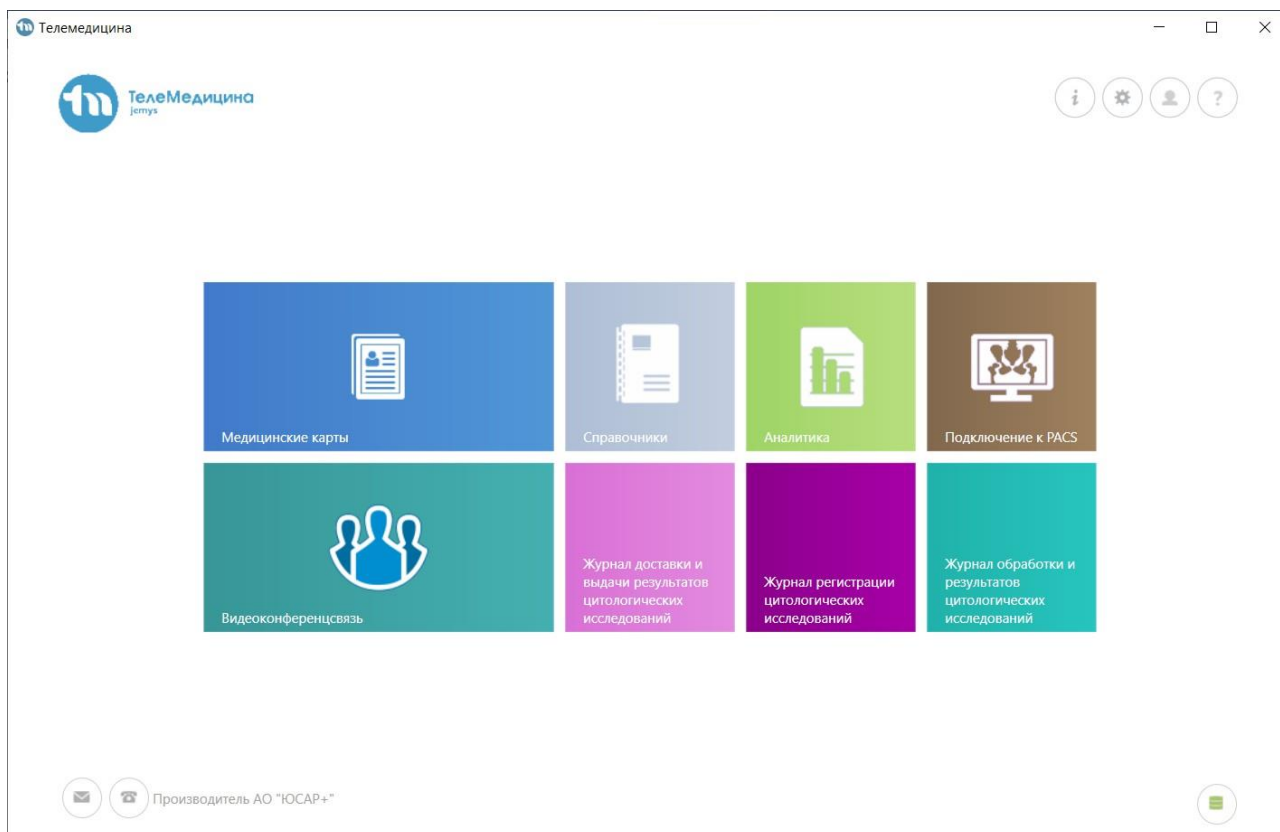 Телемедицина
ТелеМедицина
jemys
Медицинские карты
Справочники
Аналитика
Подключение к PACS
Видеоконференцсвязь
Журнал доставки и
выдачи результатов
цитологических
исследований
Журнал регистрации
цитологических
исследований
Журнал обработки и
результатов
цитологических
исследований
Производитель АО "ЮСАР+"